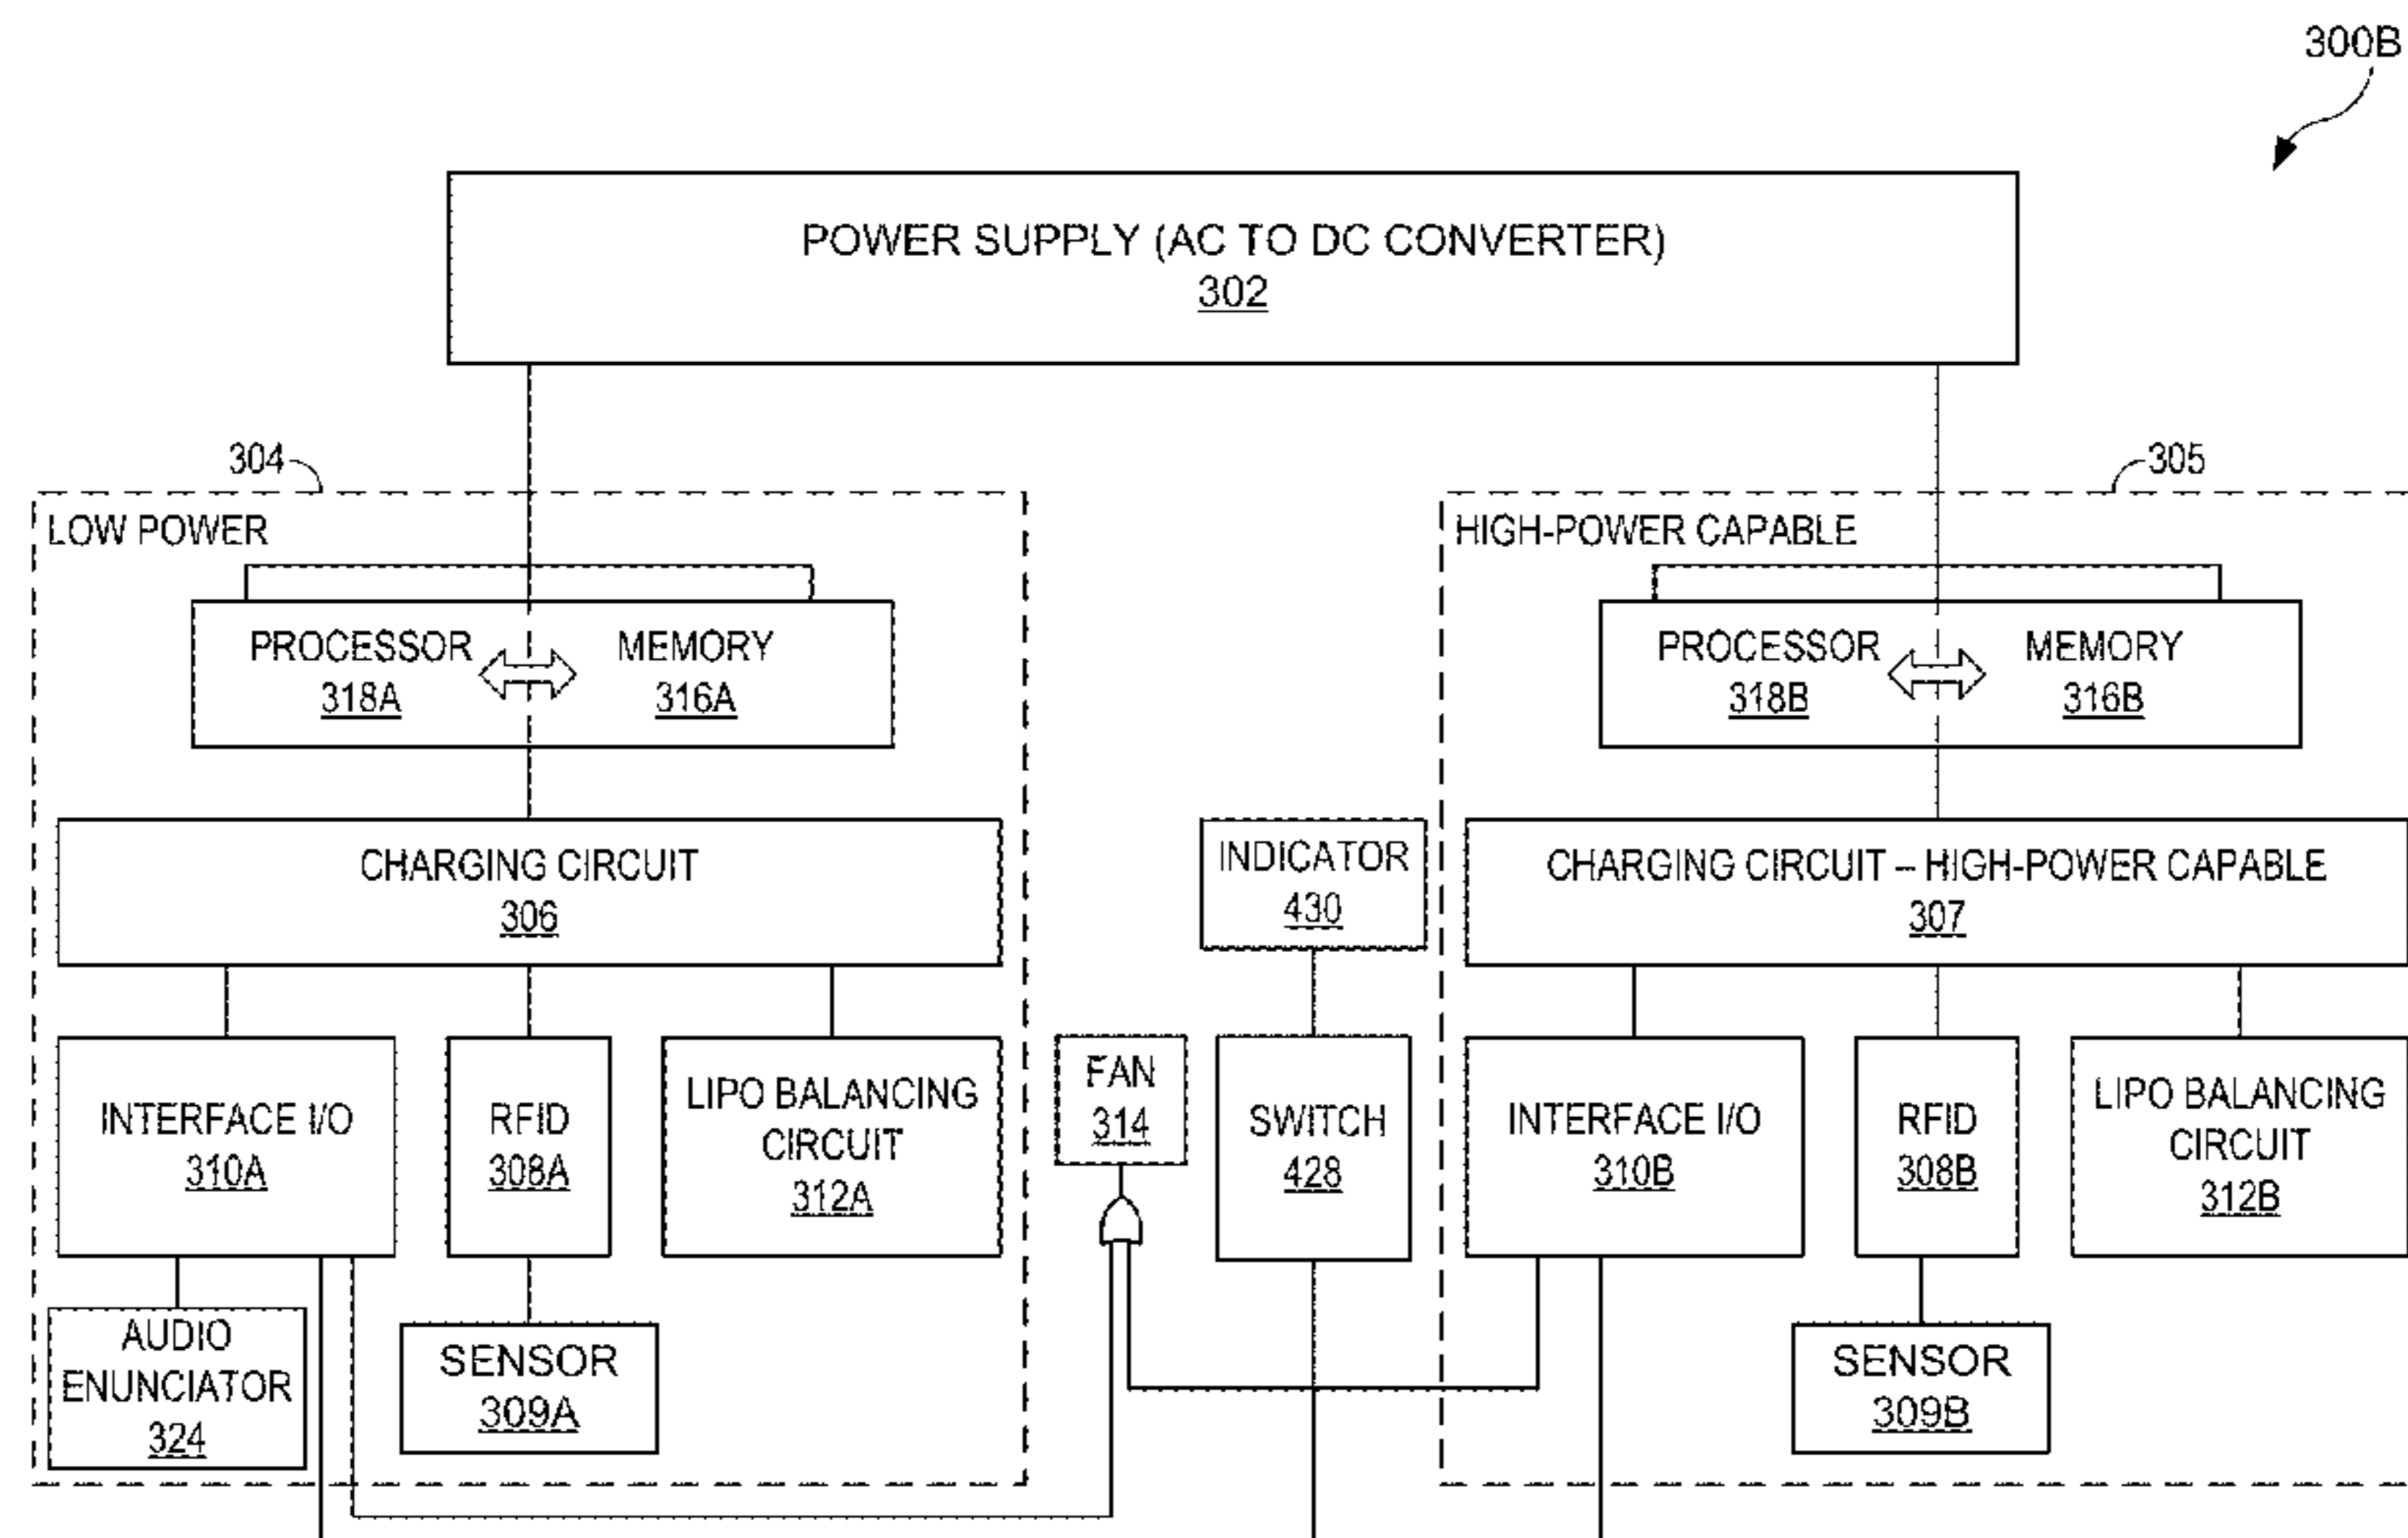 300B
POWER SUPPLY (AC TO DC CONVERTER)
302
304
305
LOW POWER
HIGH-POWER CAPABLE
PROCESSOR
318A
MEMORY
316A
PROCESSOR
318B
MEMORY
316B
CHARGING CIRCUIT
306
INDICATOR
430
CHARGING CIRCUIT – HIGH-POWER CAPABLE
307
INTERFACE I/O
310A
RFID
308A
LIPO BALANCING
CIRCUIT
312A
FAN
314
SWITCH
428
INTERFACE I/O
310B
RFID
308B
LIPO BALANCING
CIRCUIT
312B
AUDIO
ENUNCIATOR
324
SENSOR
309A
SENSOR
309B